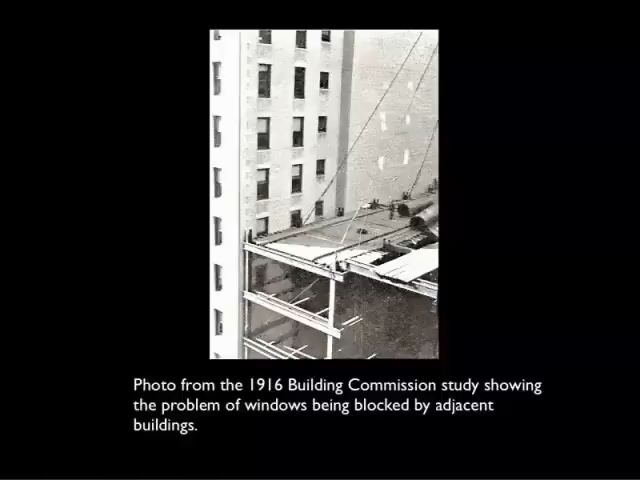 Photo from the 1916 Building Commission study showing
the problem of windows being blocked by adjacent
buildings.